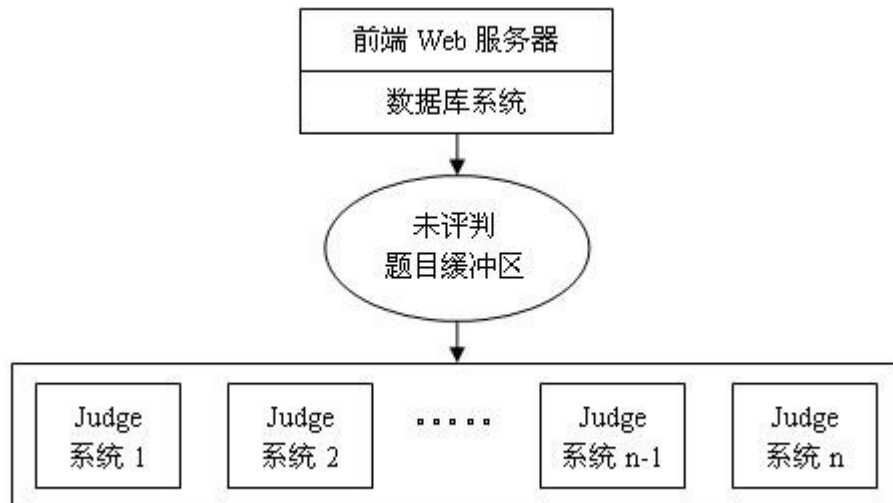 前端 Web 服务器
数据库系统
未评判
题目缓冲区
Judge
系统 1
Judge
系统 2
Judge
系统 n-1
Judge
系统 n